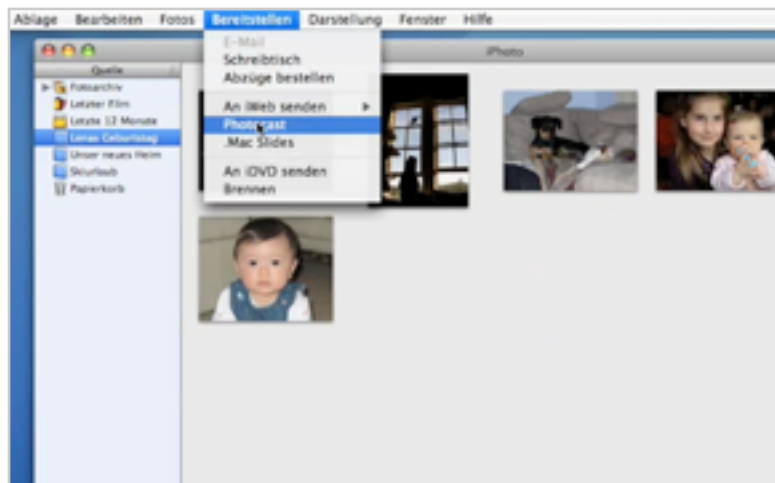 Ablage Bearbeiten Fotos Bereitstellen Darstellung Fenster Hilfe
iPhoto
E-Mail
Schreibtisch
Abzüge bestellen
An iWeb senden
Photocast
.Mac Slides
An iDVD senden
Brennen
Quelle
Fotoarchiv
Letzter Film
Letzte 12 Monate
Lenas Geburtstag
Unser neues Heim
Skiurlaub
Papierkorb